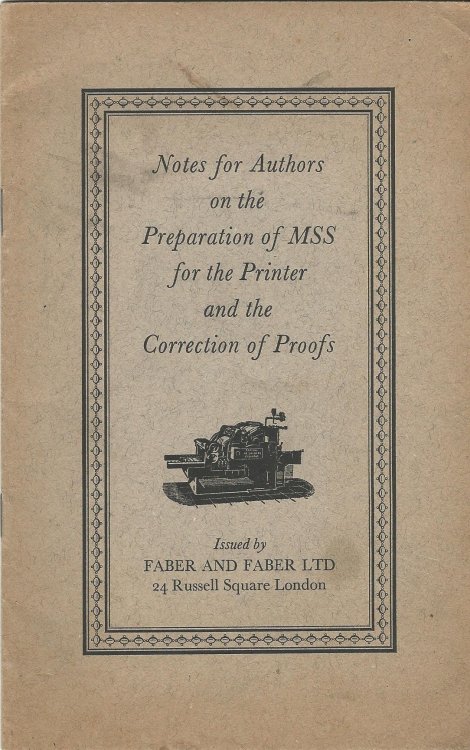 Notes for Authors
on the
Preparation of MSS
for the Printer
and the
Correction of Proofs
Issued by
FABER AND FABER LTD
24 Russell Square London